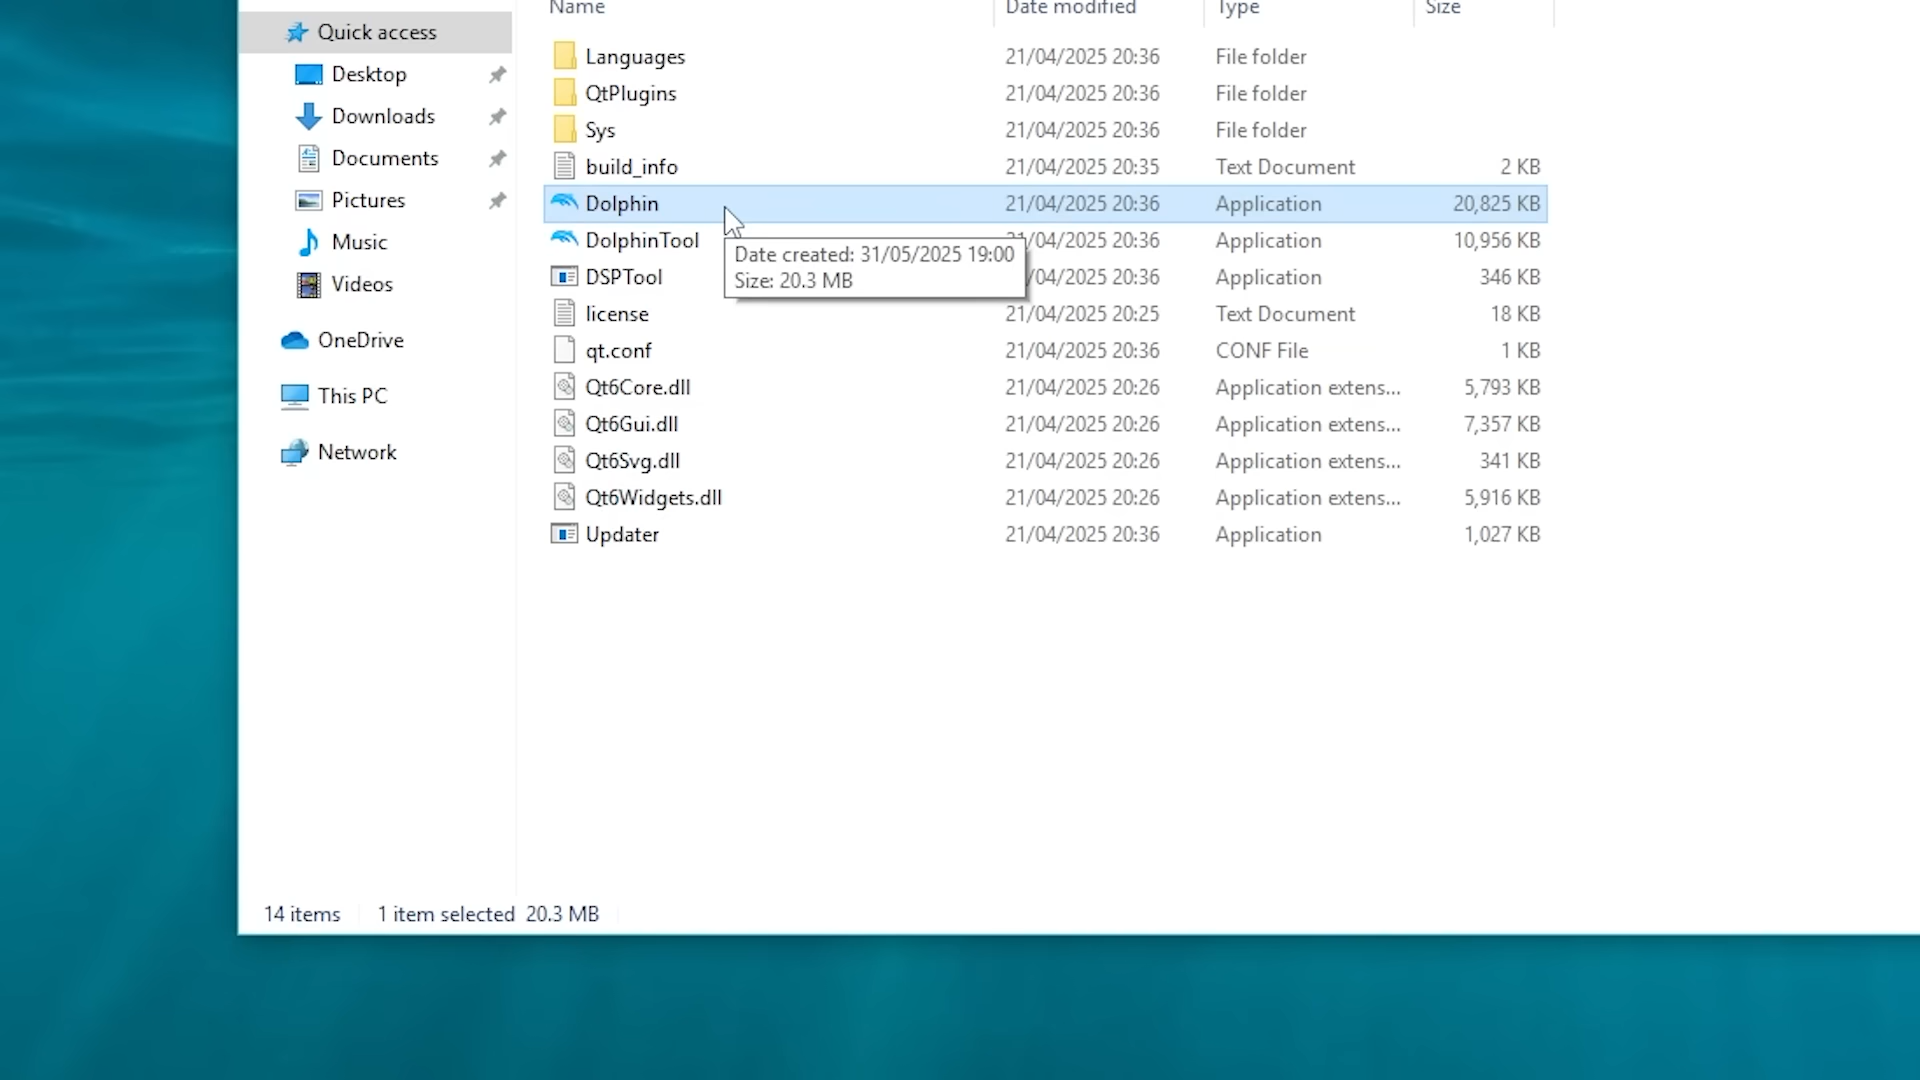 Name Date modified Type Size
Quick access
Desktop
Downloads
Documents
Pictures
Music
Videos
OneDrive
This PC
Network
Languages 21/04/2025 20:36 File folder
QtPlugins 21/04/2025 20:36 File folder
Sys 21/04/2025 20:36 File folder
build_info 21/04/2025 20:35 Text Document 2 KB
Dolphin 21/04/2025 20:36 Application 20,825 KB
DolphinTool 21/04/2025 20:36 Application 10,956 KB
Date created: 31/05/2025 19:00
Size: 20.3 MB
DSPTool /04/2025 20:36 Application 346 KB
license 21/04/2025 20:25 Text Document 18 KB
qt.conf 21/04/2025 20:36 CONF File 1 KB
Qt6Core.dll 21/04/2025 20:26 Application extens... 5,793 KB
Qt6Gui.dll 21/04/2025 20:26 Application extens... 7,357 KB
Qt6Svg.dll 21/04/2025 20:26 Application extens... 341 KB
Qt6Widgets.dll 21/04/2025 20:26 Application extens... 5,916 KB
Updater 21/04/2025 20:36 Application 1,027 KB
14 items 1 item selected 20.3 MB